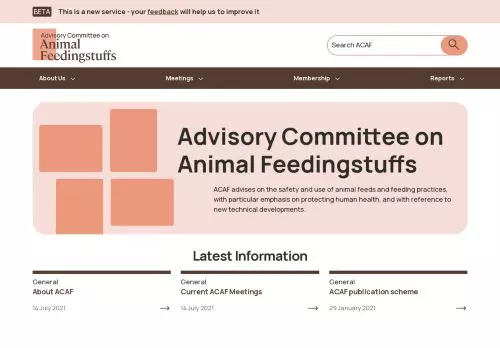 BETA This is a new service - your feedback will help us to improve it
Advisory Committee on
Animal
Feedingstuffs
Search ACAF
About Us Meetings Membership Reports
Advisory Committee on
Animal Feedingstuffs
ACAF advises on the safety and use of animal feeds and feeding practices,
with particular emphasis on protecting human health, and with reference to
new technical developments.
Latest Information
General General General
About ACAF Current ACAF Meetings ACAF publication scheme
14 July 2021 14 July 2021 29 January 2021